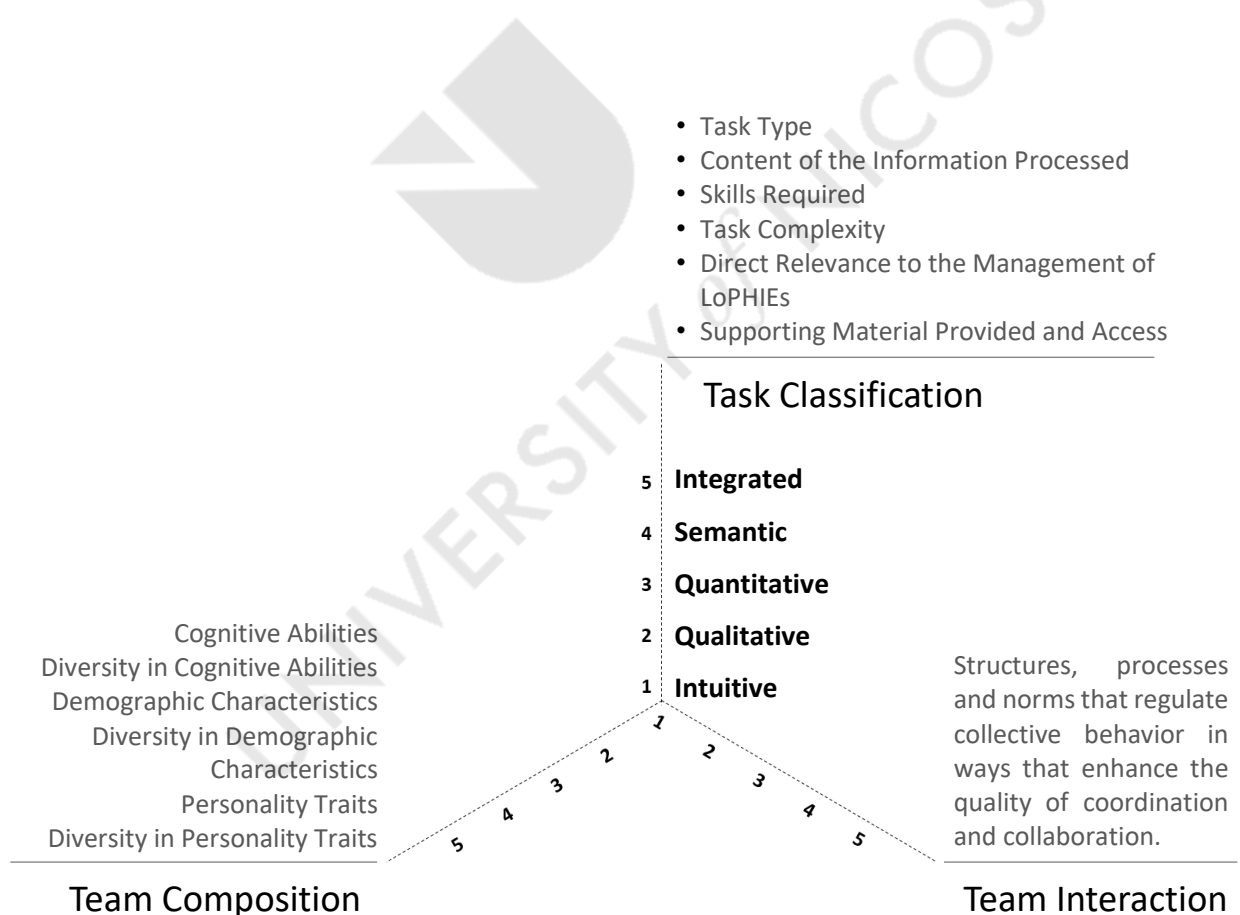 UNIVERSITY of NICOS
• Task Type
• Content of the Information Processed
• Skills Required
• Task Complexity
• Direct Relevance to the Management of
LoPHIEs
• Supporting Material Provided and Access
Task Classification
5 Integrated
4 Semantic
3 Quantitative
2 Qualitative
1 Intuitive
Cognitive Abilities
Diversity in Cognitive Abilities
Demographic Characteristics
Diversity in Demographic
Characteristics
Personality Traits
Diversity in Personality Traits
Team Composition
5 4 3 2 1 2 3 4 5
Structures, processes
and norms that regulate
collective behavior in
ways that enhance the
quality of coordination
and collaboration.
Team Interaction